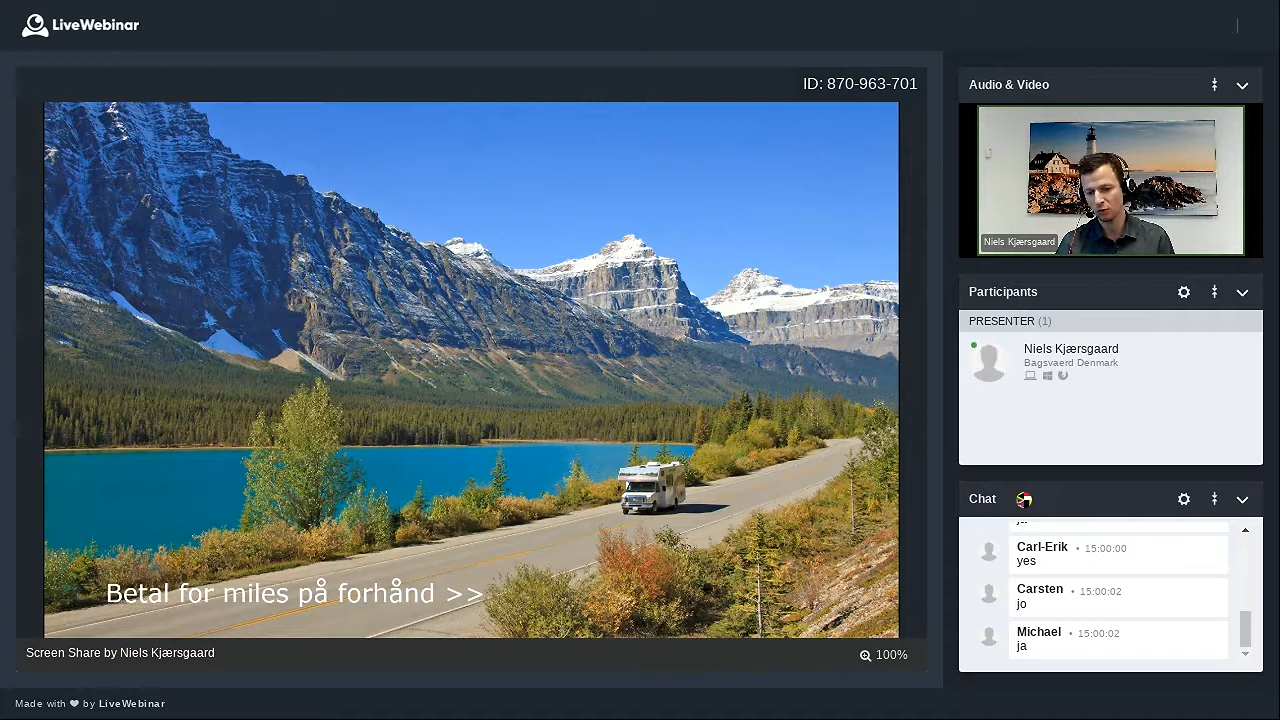 LiveWebinar
ID: 870-963-701
Betal for miles på forhånd >>
Screen Share by Niels Kjærsgaard
100%
Audio & Video
Niels Kjærsgaard
Participants
PRESENTER (1)
Niels Kjærsgaard
Bagsvaerd Denmark
Chat
ja
Carl-Erik • 15:00:00
yes
Carsten • 15:00:02
jo
Michael • 15:00:02
ja
Made with ❤ by LiveWebinar